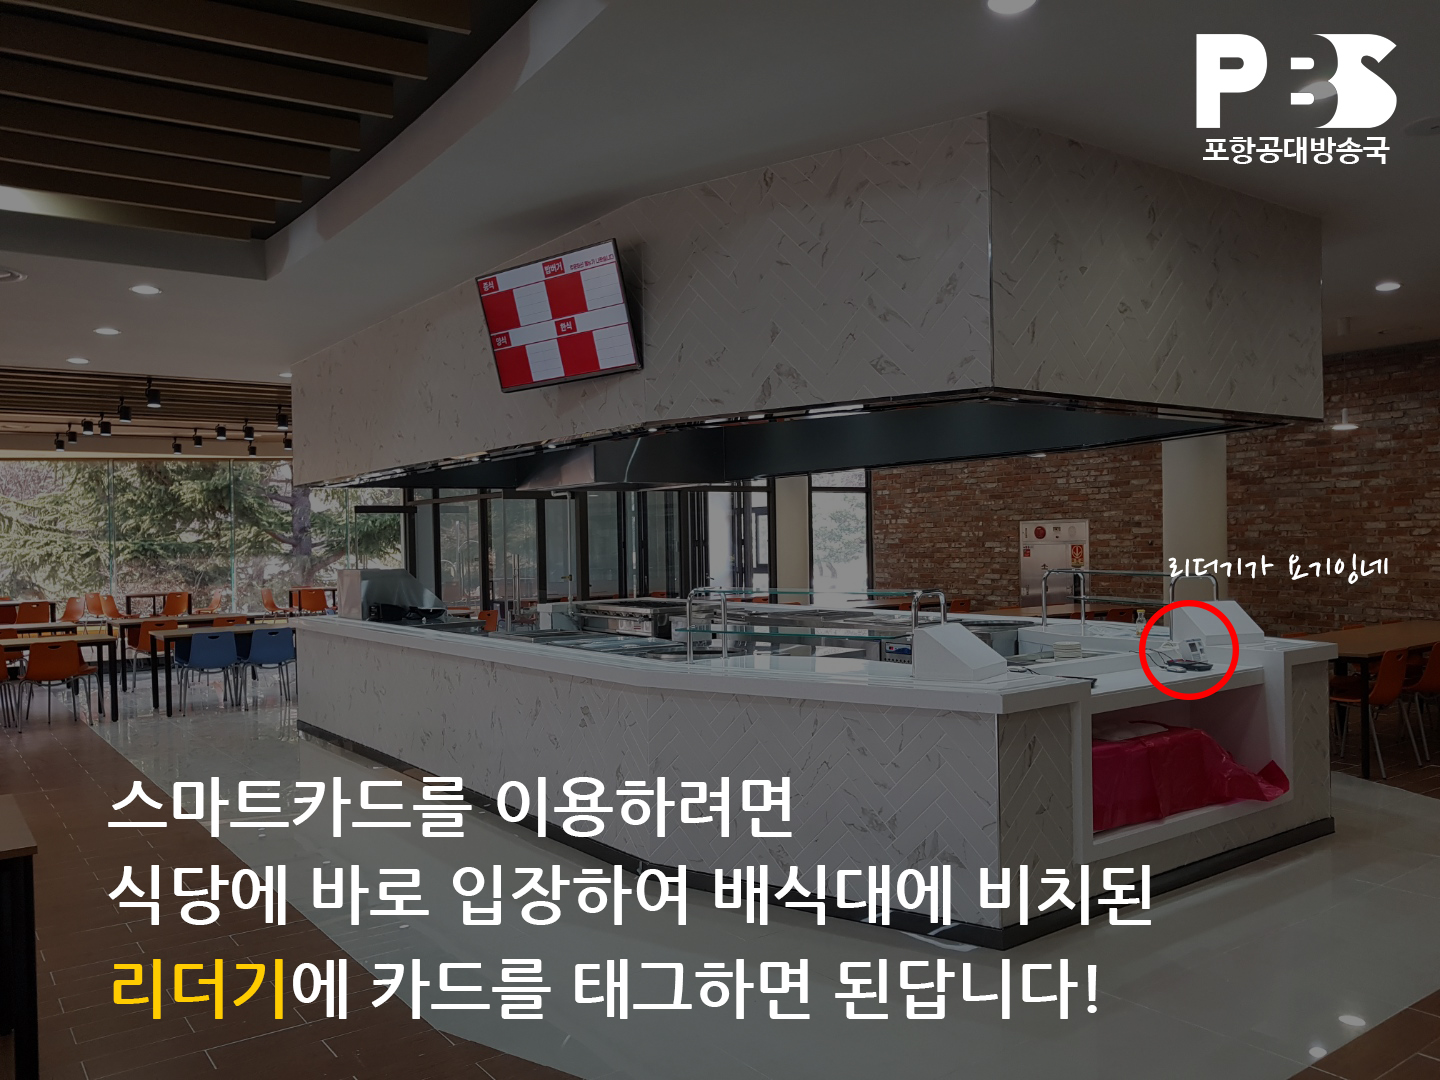 PBS
포항공대방송국
중식
양식
한식
리더기가 요기잉네
스마트카드를 이용하려면
식당에 바로 입장하여 배식대에 비치된
리더기에 카드를 태그하면 된답니다!